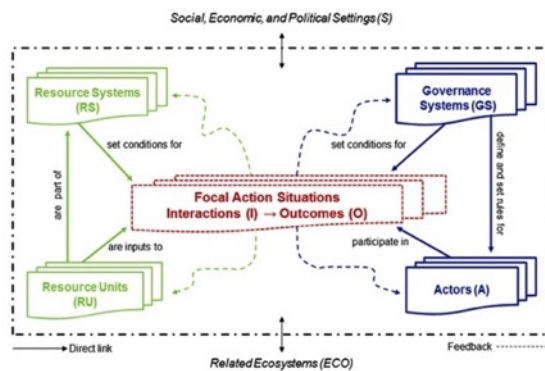 Social, Economic, and Political Settings (S)
Resource Systems
(RS)
Governance
Systems (GS)
set conditions for
set conditions for
are part of
define and set rules for
Focal Action Situations
Interactions (I) → Outcomes (O)
are inputs to
participate in
Resource Units
(RU)
Actors (A)
Direct link
Feedback
Related Ecosystems (ECO)